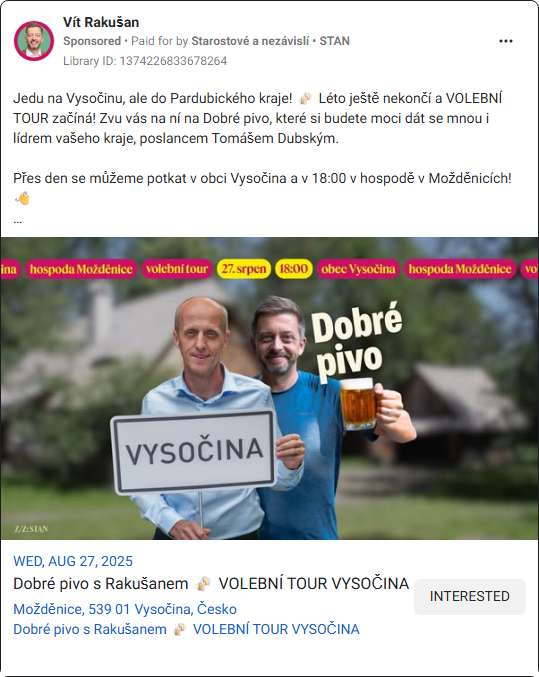 Vít Rakušan
Sponsored • Paid for by Starostové a nezávislí • STAN
Library ID: 1374226833678264
Jedu na Vysočinu, ale do Pardubického kraje! 🍻 Léto ještě nekončí a VOLEBNÍ
TOUR začíná! Zvu vás na ní na Dobré pivo, které si budete moci dát se mnou i
lídrem vašeho kraje, poslancem Tomášem Dubským.
Přes den se můžeme potkat v obci Vysočina a v 18:00 v hospodě v Možděnicích!
🤙
...
ina hospoda Možděnice volební tour 27. srpen 18:00 obec Vysočina hospoda Možděnice vo
Dobré
pivo
VYSOČINA
Z/Z: STAN
WED, AUG 27, 2025
Dobré pivo s Rakušanem 🍻 VOLEBNÍ TOUR VYSOČINA
INTERESTED
Možděnice, 539 01 Vysočina, Česko
Dobré pivo s Rakušanem 🍻 VOLEBNÍ TOUR VYSOČINA